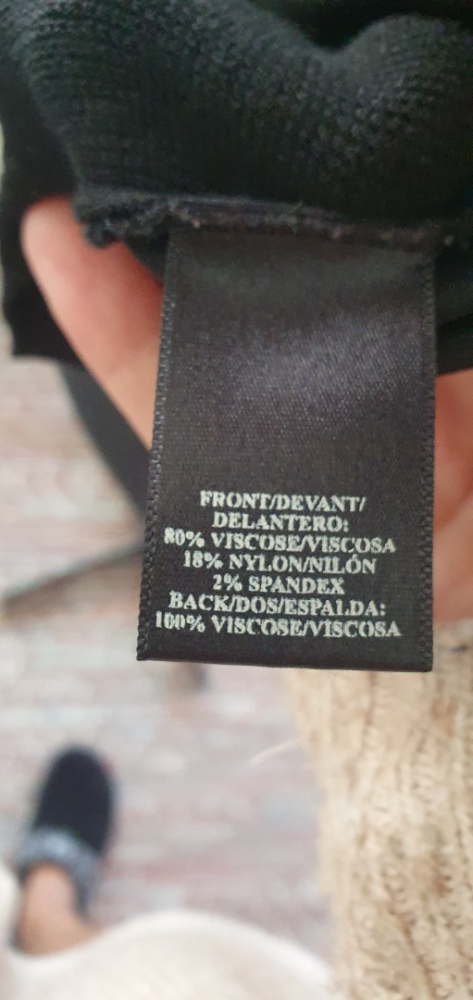 FRONT/DEVANT/
DELANTERO:
80% VISCOSE/VISCOSA
18% NYLON/NILÓN
2% SPANDEX
BACK/DOS/ESPALDA:
100% VISCOSE/VISCOSA